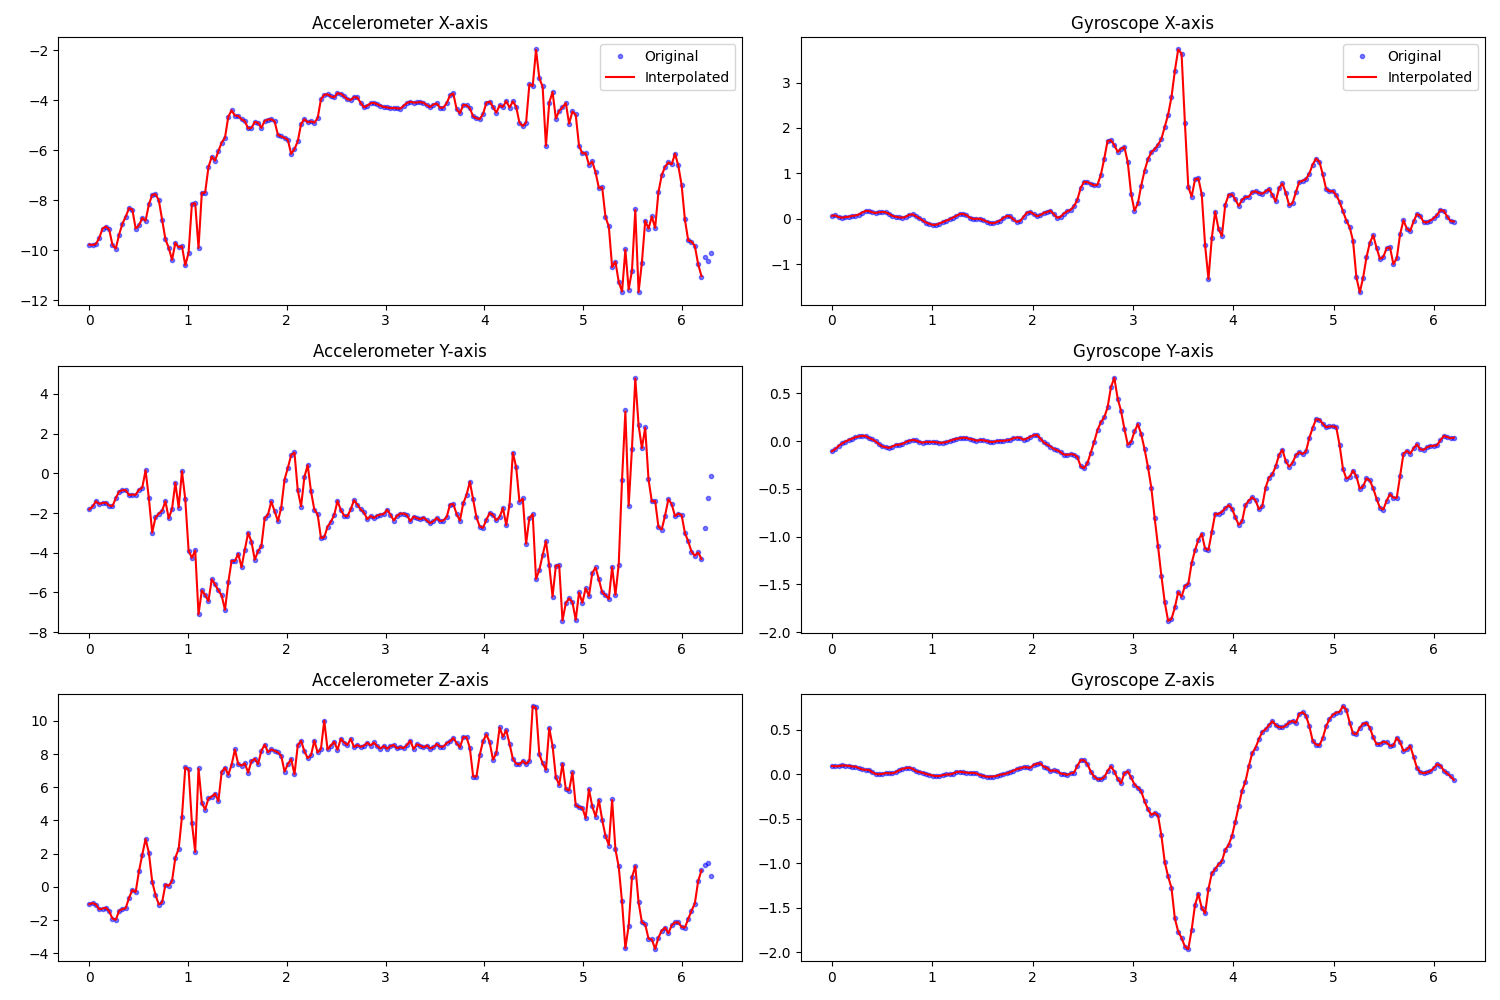 Accelerometer X-axis
Original
Interpolated
−2
−4
−6
−8
−10
−12
0 1 2 3 4 5 6
Gyroscope X-axis
Original
Interpolated
3
2
1
0
−1
0 1 2 3 4 5 6
Accelerometer Y-axis
4
2
0
−2
−4
−6
−8
0 1 2 3 4 5 6
Gyroscope Y-axis
0.5
0.0
−0.5
−1.0
−1.5
−2.0
0 1 2 3 4 5 6
Accelerometer Z-axis
10
8
6
4
2
0
−2
−4
0 1 2 3 4 5 6
Gyroscope Z-axis
0.5
0.0
−0.5
−1.0
−1.5
−2.0
0 1 2 3 4 5 6